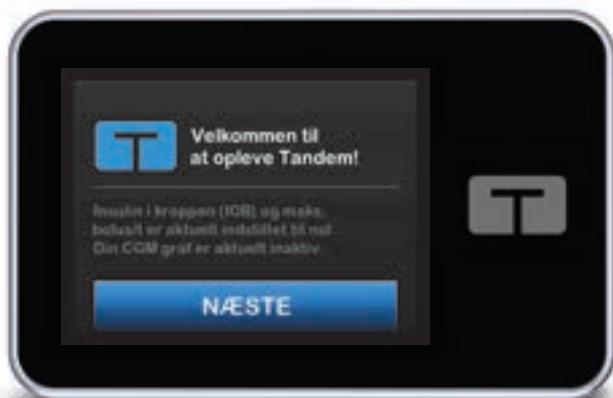 Velkommen til
at opleve Tandem!
Insulin i kroppen (IOB) og maks.
bolus/t er aktuelt indstillet til nul.
Din CGM graf er aktuelt inaktiv
NÆSTE